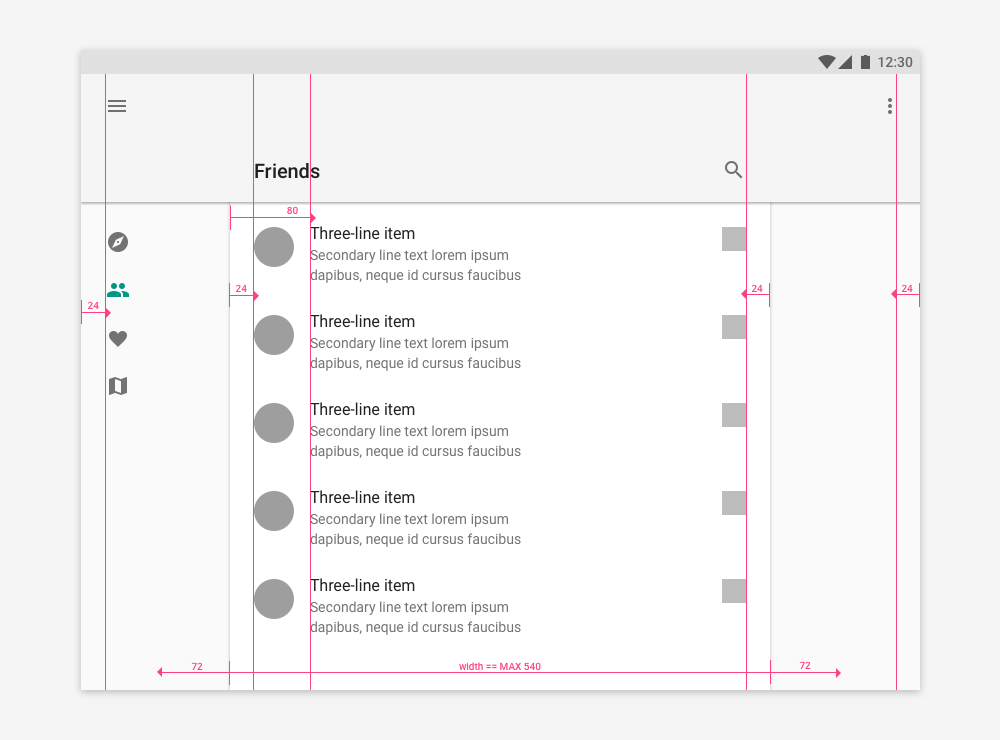 12:30
Friends
80
Three-line item
Secondary line text lorem ipsum
dapibus, neque id cursus faucibus
24
24
24
24
Three-line item
Secondary line text lorem ipsum
dapibus, neque id cursus faucibus
Three-line item
Secondary line text lorem ipsum
dapibus, neque id cursus faucibus
Three-line item
Secondary line text lorem ipsum
dapibus, neque id cursus faucibus
Three-line item
Secondary line text lorem ipsum
dapibus, neque id cursus faucibus
72
width == MAX 540
72